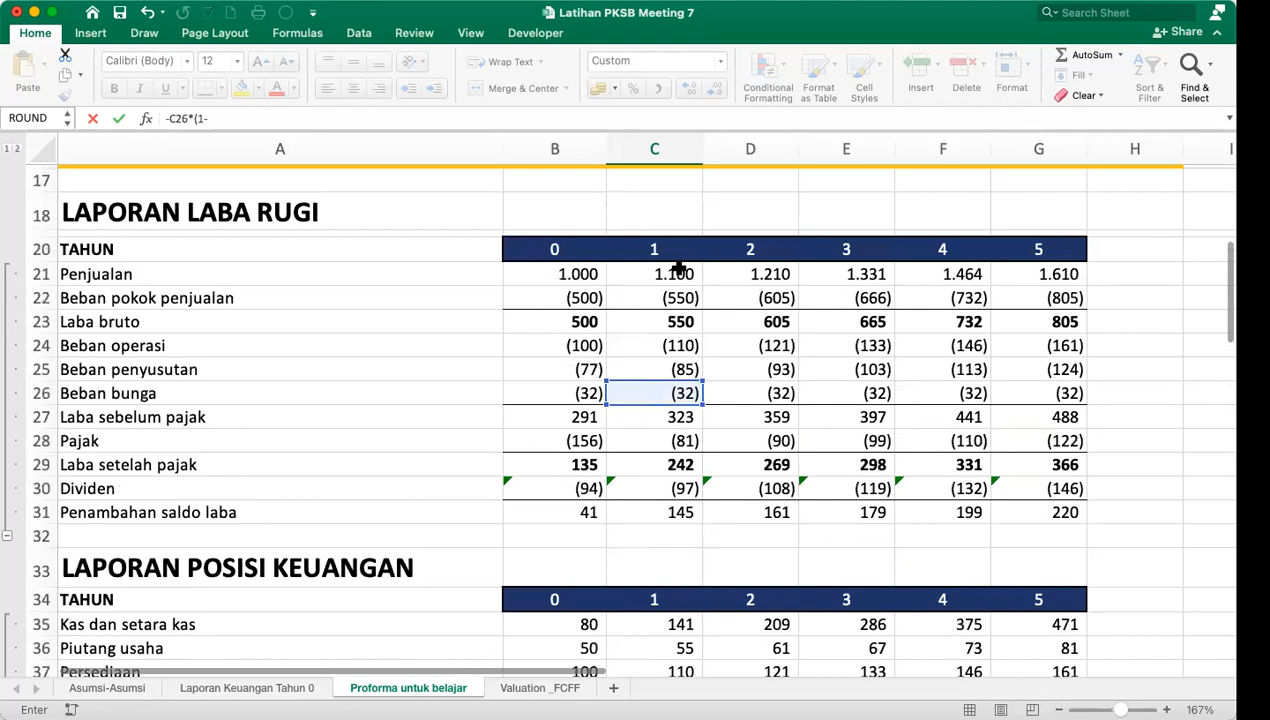 Latihan PKSB Meeting 7
Search Sheet
Home Insert Draw Page Layout Formulas Data Review View Developer
Share
Paste
Calibri (Body) 12
B I U
Wrap Text
Merge & Center
Custom
%
Conditional Formatting
Format as Table
Cell Styles
Insert
Delete
Format
AutoSum
Fill
Clear
Sort & Filter
Find & Select
ROUND fx -C26*(1-
1 2 A B C D E F G H I
17
18 LAPORAN LABA RUGI
20 TAHUN 0 1 2 3 4 5
21 Penjualan 1.000 1.100 1.210 1.331 1.464 1.610
22 Beban pokok penjualan (500) (550) (605) (666) (732) (805)
23 Laba bruto 500 550 605 665 732 805
24 Beban operasi (100) (110) (121) (133) (146) (161)
25 Beban penyusutan (77) (85) (93) (103) (113) (124)
26 Beban bunga (32) (32) (32) (32) (32) (32)
27 Laba sebelum pajak 291 323 359 397 441 488
28 Pajak (156) (81) (90) (99) (110) (122)
29 Laba setelah pajak 135 242 269 298 331 366
30 Dividen (94) (97) (108) (119) (132) (146)
31 Penambahan saldo laba 41 145 161 179 199 220
32
33 LAPORAN POSISI KEUANGAN
34 TAHUN 0 1 2 3 4 5
35 Kas dan setara kas 80 141 209 286 375 471
36 Piutang usaha 50 55 61 67 73 81
37 Persediaan 100 110 121 133 146 161
Asumsi-Asumsi Laporan Keuangan Tahun 0 Proforma untuk belajar Valuation _FCFF
Enter 167%